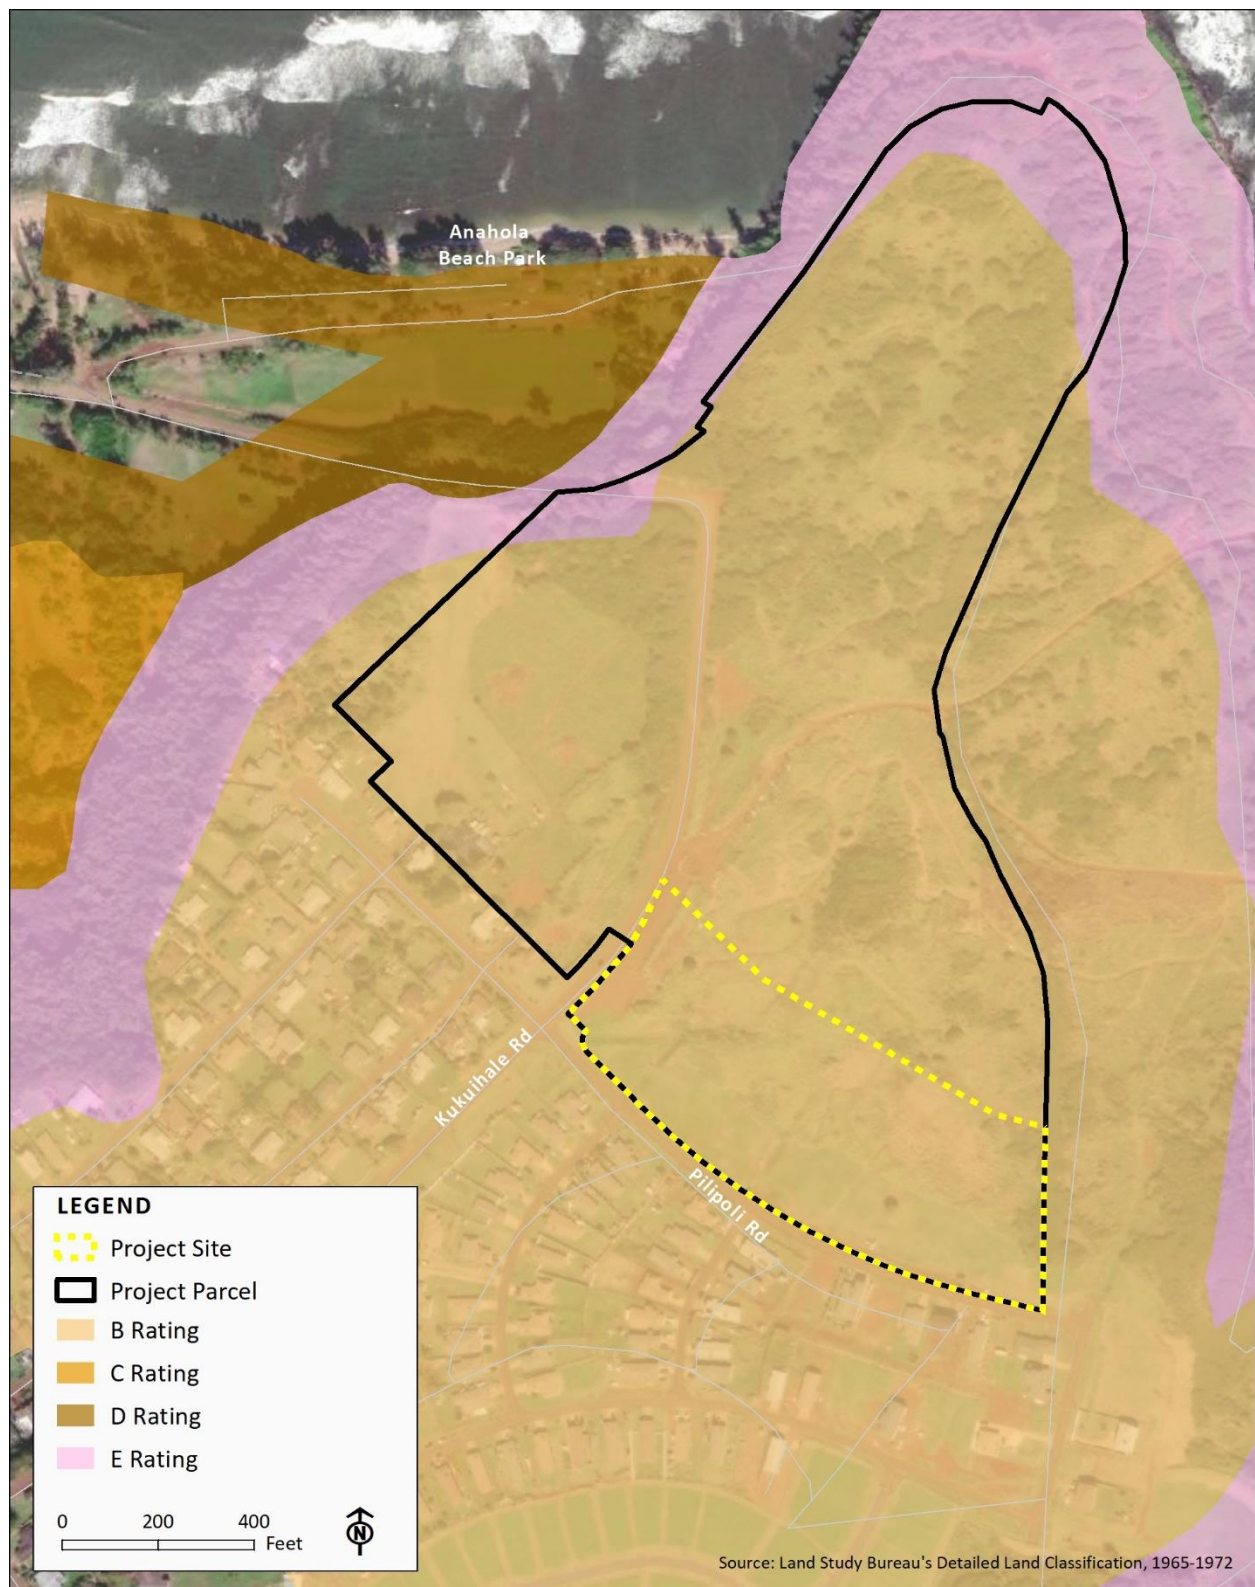 Anahola
Beach Park
Kukuihale Rd
Pilipoli Rd
LEGEND
Project Site
Project Parcel
B Rating
C Rating
D Rating
E Rating
0 200 400
Feet
N
Source: Land Study Bureau's Detailed Land Classification, 1965-1972